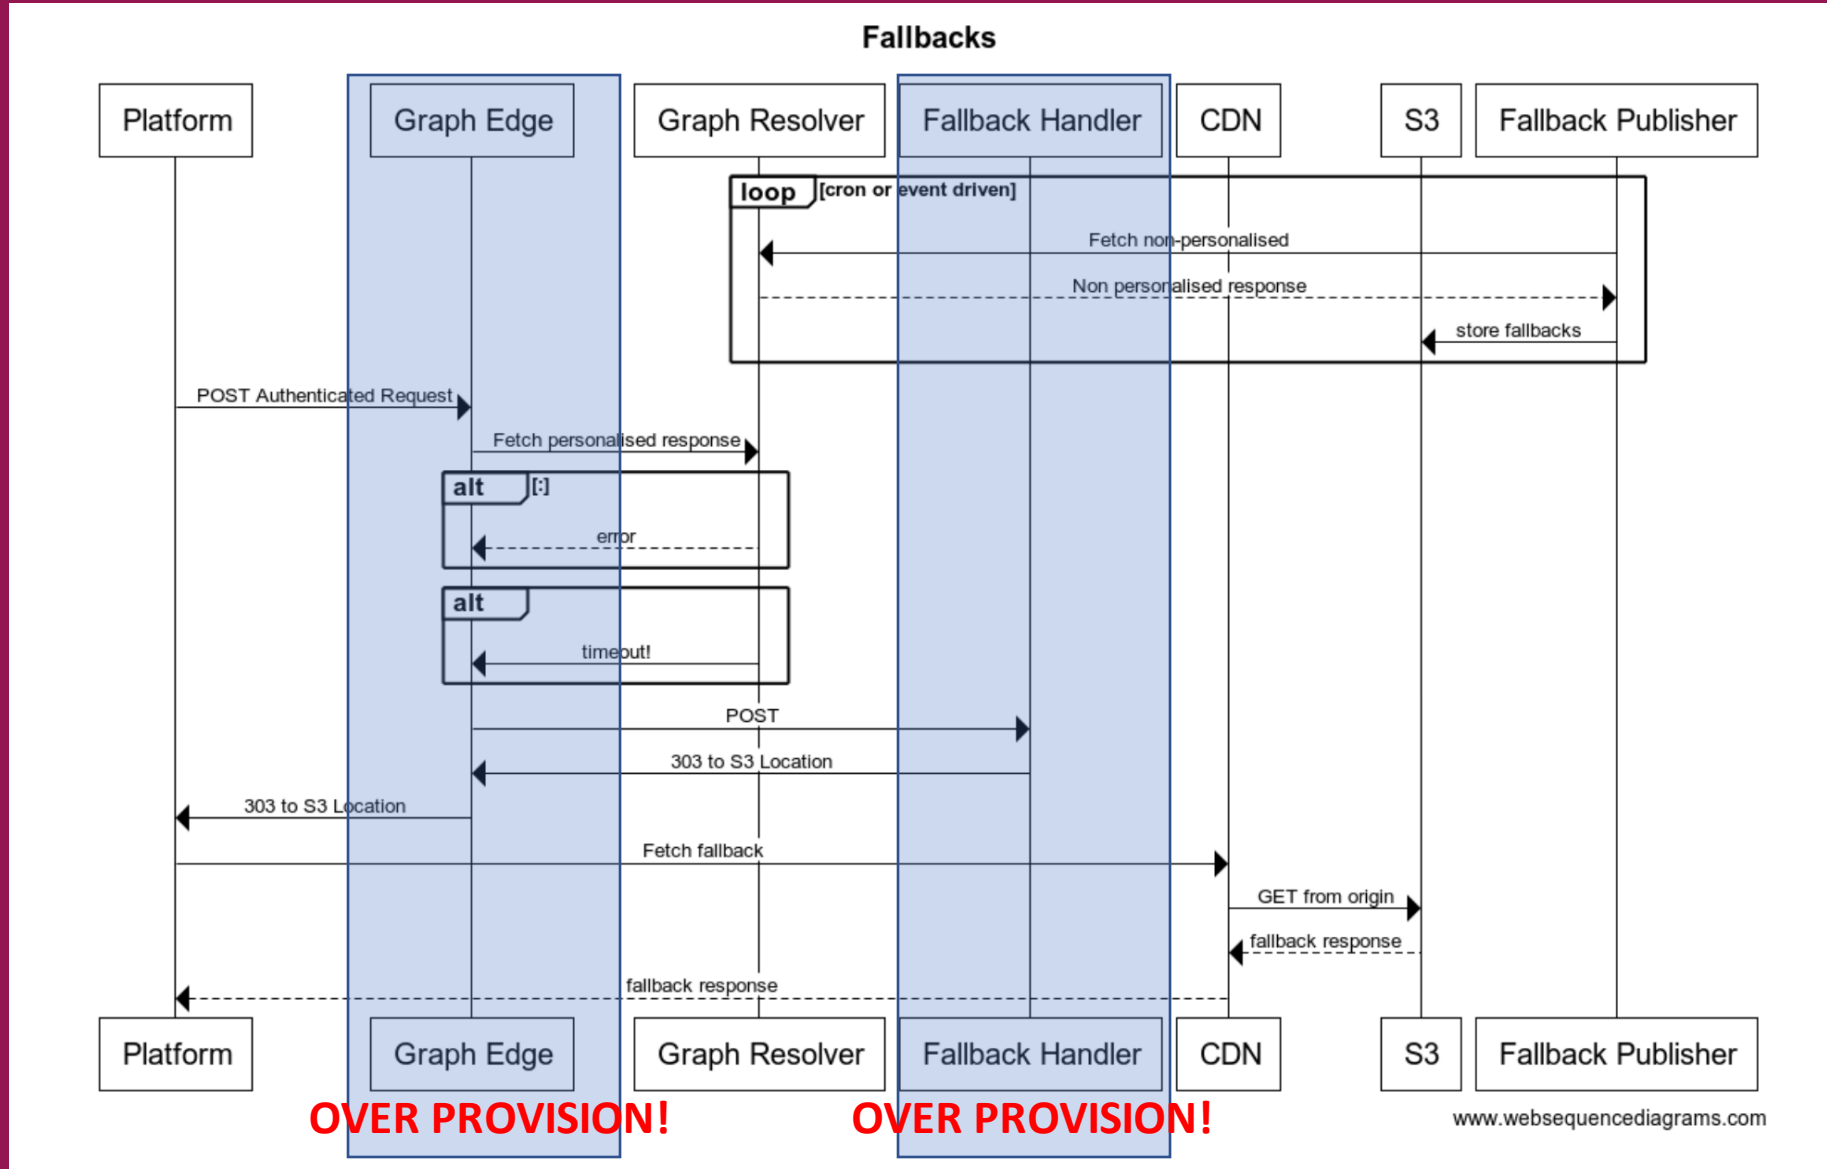 Fallbacks
Platform
Graph Edge
Graph Resolver
Fallback Handler
CDN
S3
Fallback Publisher
loop
[cron or event driven]
Fetch non-personalised
Non personalised response
store fallbacks
POST Authenticated Request
Fetch personalised response
alt
[:]
error
alt
timeout!
POST
303 to S3 Location
303 to S3 Location
Fetch fallback
GET from origin
fallback response
fallback response
Platform
Graph Edge
Graph Resolver
Fallback Handler
CDN
S3
Fallback Publisher
OVER PROVISION!
OVER PROVISION!
www.websequencediagrams.com